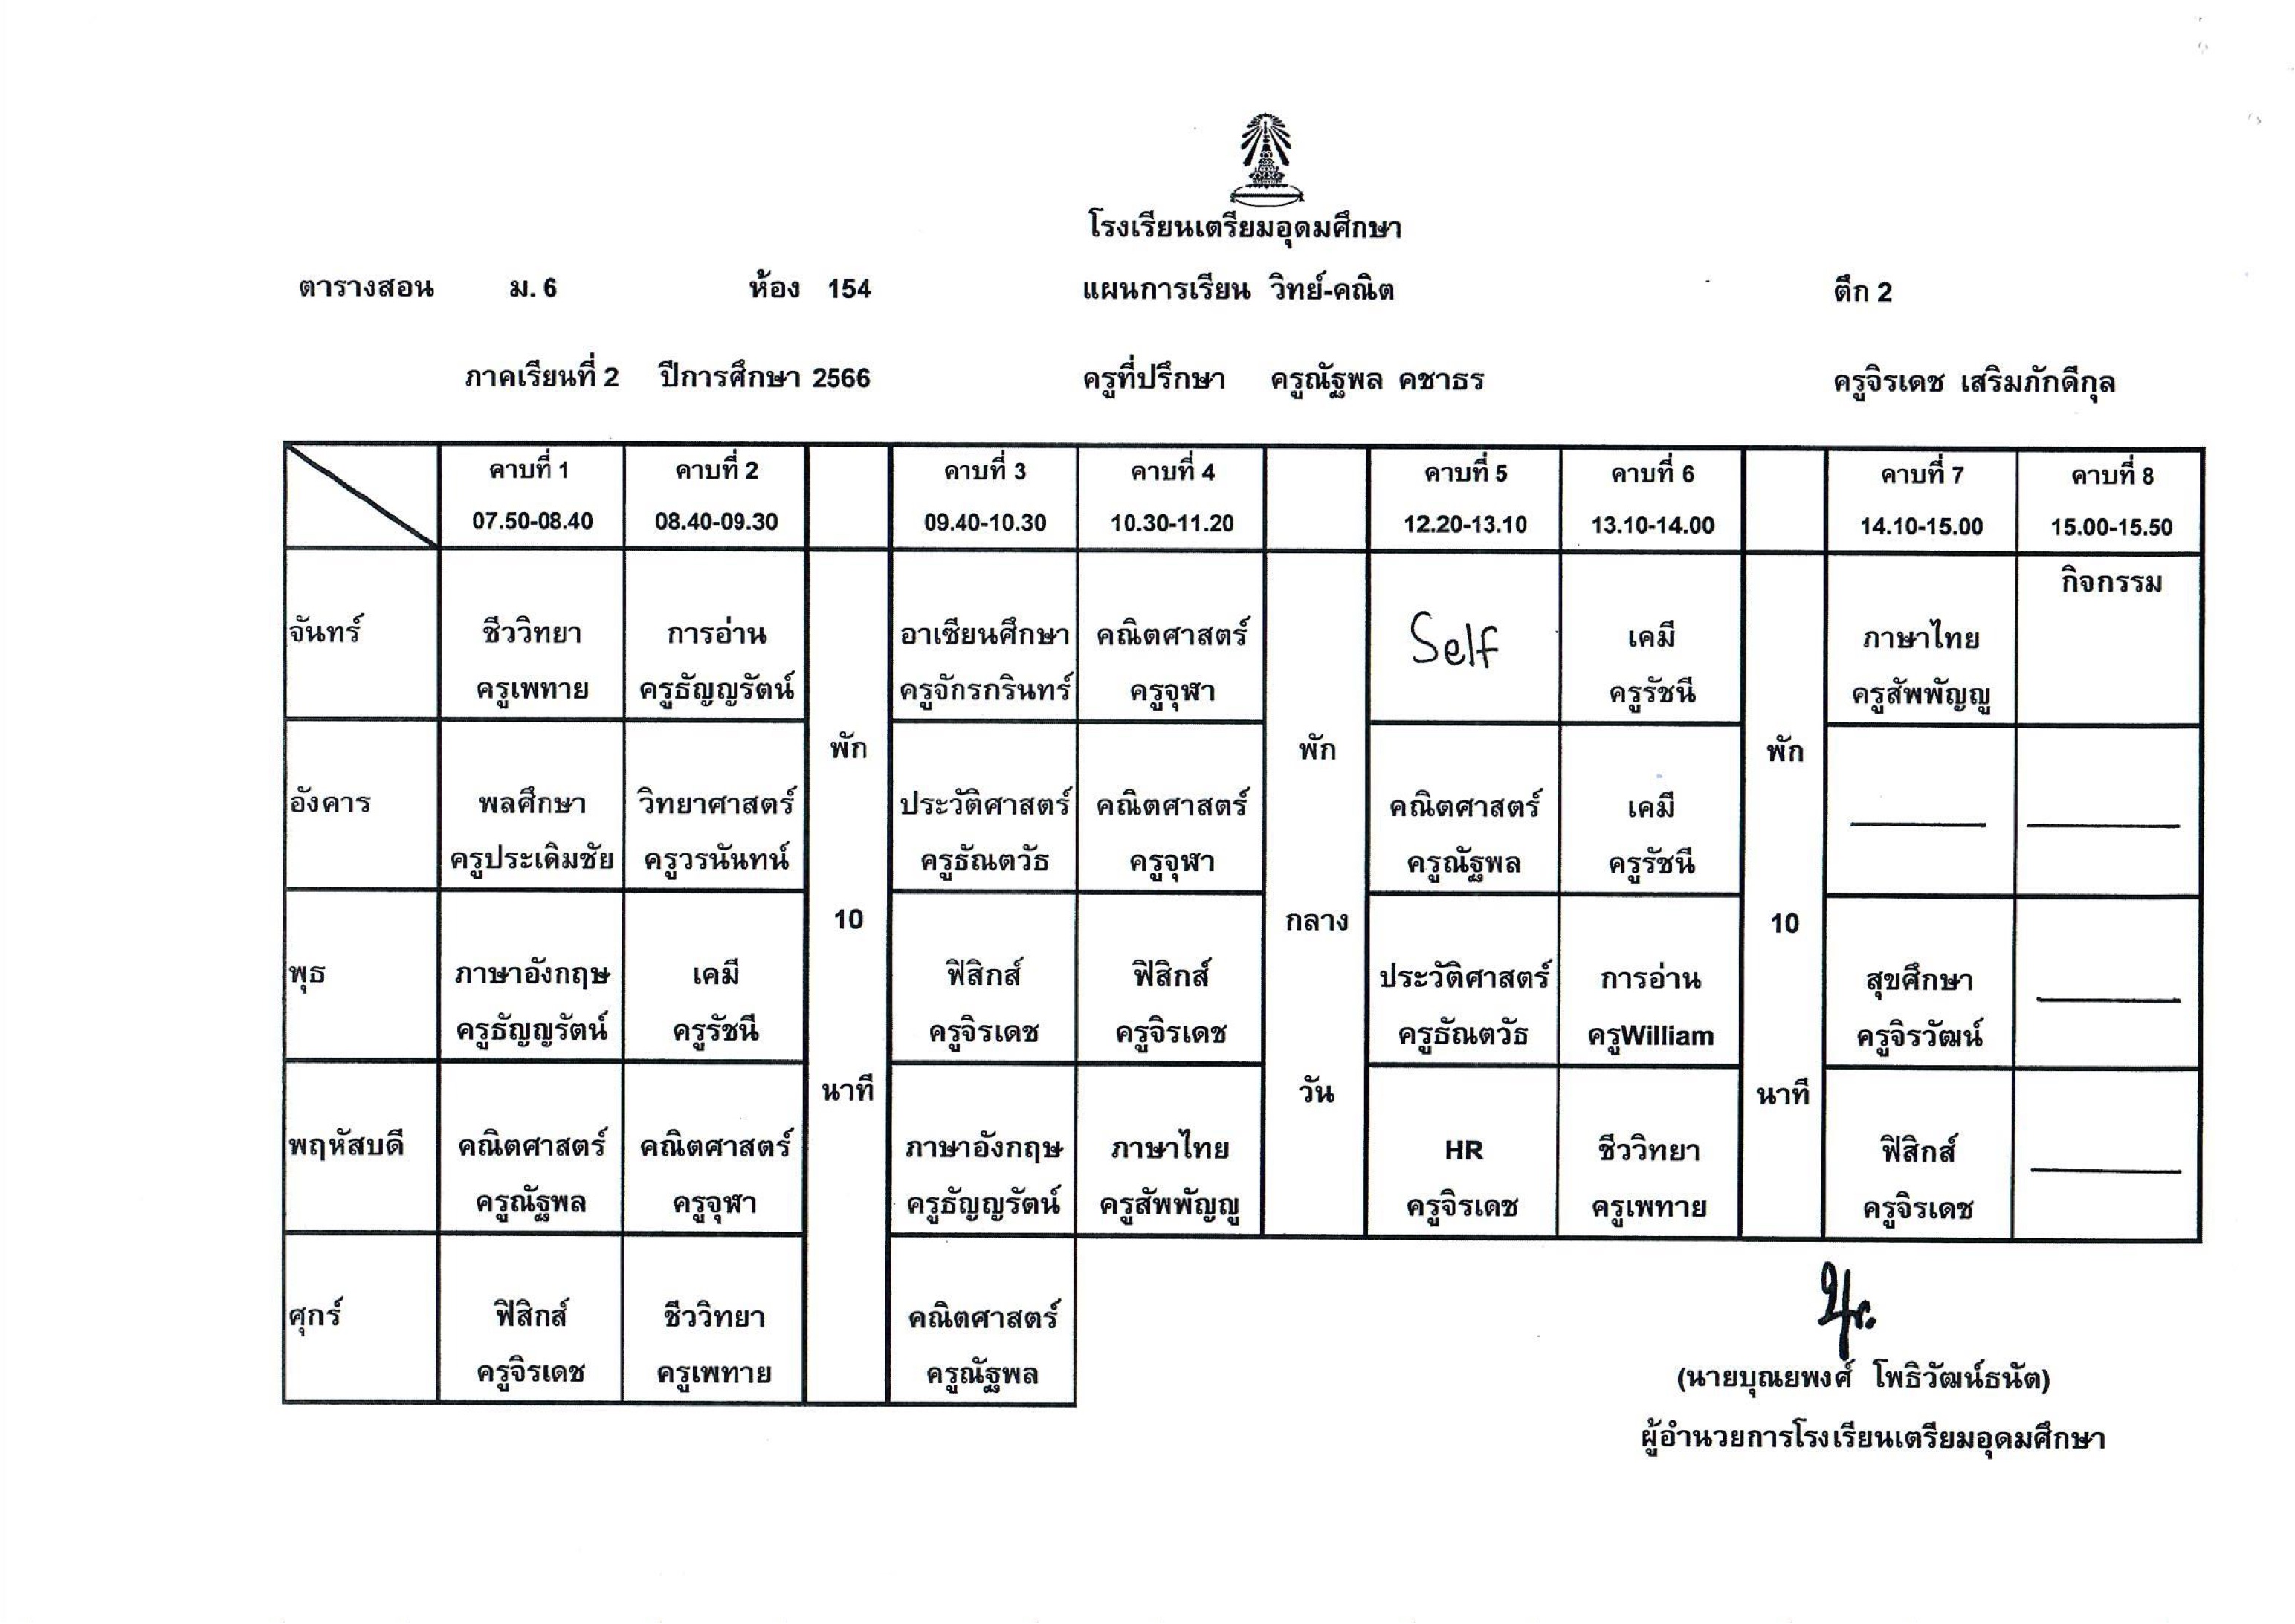 โรงเรียนเตรียมอุดมศึกษา
ตารางสอน ม. 6 ห้อง 154 แผนการเรียน วิทย์-คณิต ตึก 2
ภาคเรียนที่ 2 ปีการศึกษา 2566 ครูที่ปรึกษา ครูณัฐพล คชาธร ครูจิรเดช เสริมภักดีกุล
คาบที่ 1 คาบที่ 2 คาบที่ 3 คาบที่ 4 คาบที่ 5 คาบที่ 6 คาบที่ 7 คาบที่ 8
07.50-08.40 08.40-09.30 09.40-10.30 10.30-11.20 12.20-13.10 13.10-14.00 14.10-15.00 15.00-15.50
กิจกรรม
จันทร์ ชีววิทยา การอ่าน อาเซียนศึกษา คณิตศาสตร์ Self เคมี ภาษาไทย
ครูเพทาย ครูธัญญรัตน์ ครูจักรกรินทร์ ครูจุฬา ครูรัชนี ครูสัพพัญญู
พัก พัก พัก
อังคาร พลศึกษา วิทยาศาสตร์ ประวัติศาสตร์ คณิตศาสตร์ คณิตศาสตร์ เคมี
ครูประเดิมชัย ครูวรนันทน์ ครูธัณตวัธ ครูจุฬา ครูณัฐพล ครูรัชนี
10 กลาง 10
พุธ ภาษาอังกฤษ เคมี ฟิสิกส์ ฟิสิกส์ ประวัติศาสตร์ การอ่าน สุขศึกษา
ครูธัญญรัตน์ ครูรัชนี ครูจิรเดช ครูจิรเดช ครูธัณตวัธ ครูWilliam ครูจิรวัฒน์
นาที วัน นาที
พฤหัสบดี คณิตศาสตร์ คณิตศาสตร์ ภาษาอังกฤษ ภาษาไทย HR ชีววิทยา ฟิสิกส์
ครูณัฐพล ครูจุฬา ครูธัญญรัตน์ ครูสัพพัญญู ครูจิรเดช ครูเพทาย ครูจิรเดช
ศุกร์ ฟิสิกส์ ชีววิทยา คณิตศาสตร์
ครูจิรเดช ครูเพทาย ครูณัฐพล
(นายบุณยพงศ์ โพธิวัฒน์ธนัต)
ผู้อำนวยการโรงเรียนเตรียมอุดมศึกษา